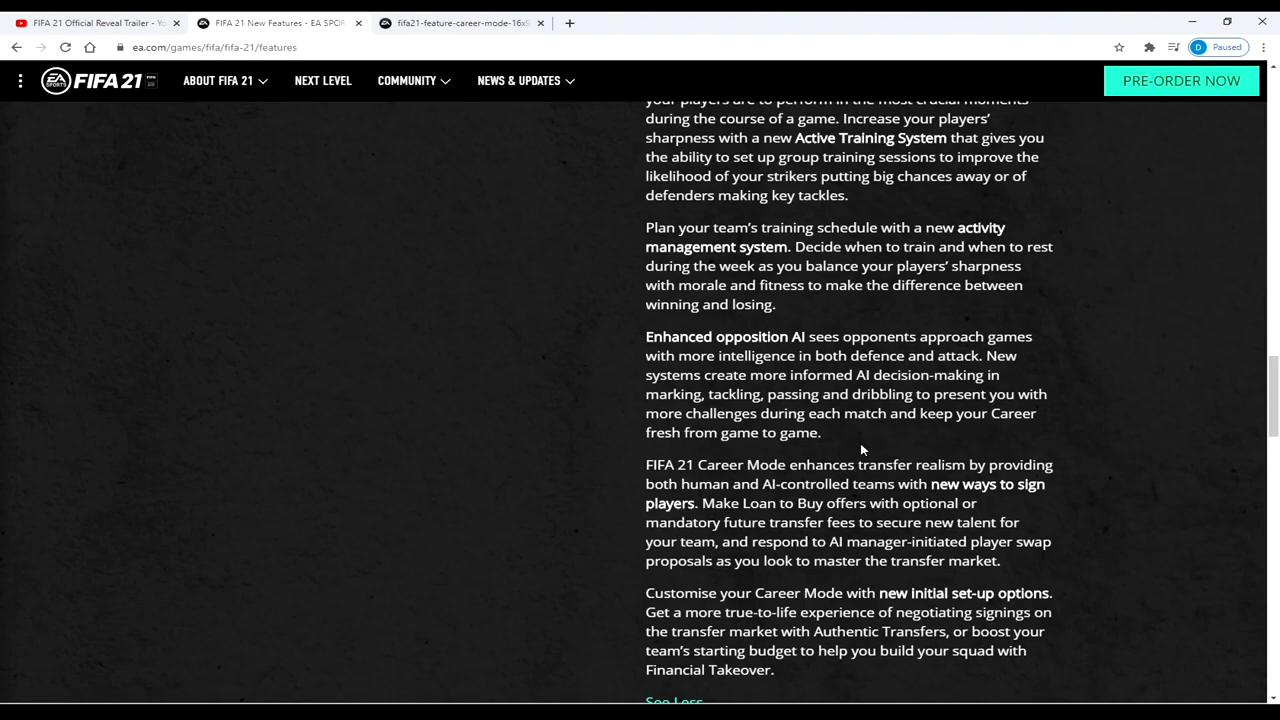 FIFA 21 Official Reveal Trailer - Yo
FIFA 21 New Features - EA SPOR
fifa21-feature-career-mode-16x9
ea.com/games/fifa/fifa-21/features
D Paused
EA SPORTS FIFA 21
ABOUT FIFA 21
NEXT LEVEL
COMMUNITY
NEWS & UPDATES
PRE-ORDER NOW
your players are to perform in the most crucial moments
during the course of a game. Increase your players'
sharpness with a new Active Training System that gives you
the ability to set up group training sessions to improve the
likelihood of your strikers putting big chances away or of
defenders making key tackles.
Plan your team's training schedule with a new activity
management system. Decide when to train and when to rest
during the week as you balance your players' sharpness
with morale and fitness to make the difference between
winning and losing.
Enhanced opposition AI sees opponents approach games
with more intelligence in both defence and attack. New
systems create more informed AI decision-making in
marking, tackling, passing and dribbling to present you with
more challenges during each match and keep your Career
fresh from game to game.
FIFA 21 Career Mode enhances transfer realism by providing
both human and AI-controlled teams with new ways to sign
players. Make Loan to Buy offers with optional or
mandatory future transfer fees to secure new talent for
your team, and respond to AI manager-initiated player swap
proposals as you look to master the transfer market.
Customise your Career Mode with new initial set-up options.
Get a more true-to-life experience of negotiating signings on
the transfer market with Authentic Transfers, or boost your
team's starting budget to help you build your squad with
Financial Takeover.
See Less